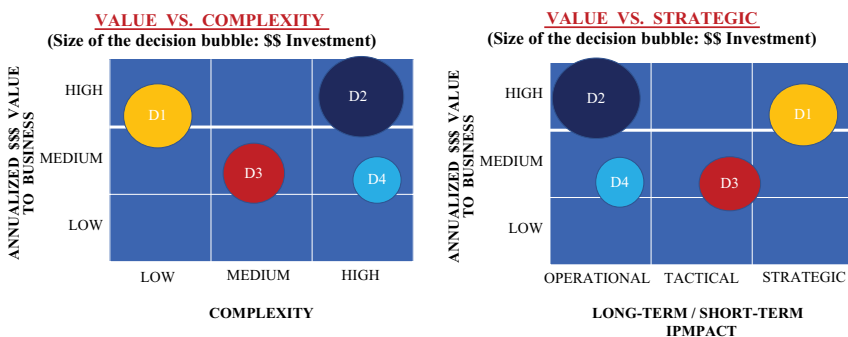 VALUE VS. COMPLEXITY
(Size of the decision bubble: $$ Investment)
ANNUALIZED $$$ VALUE
TO BUSINESS
HIGH
MEDIUM
LOW
D1
D2
D3
D4
LOW
MEDIUM
HIGH
COMPLEXITY
VALUE VS. STRATEGIC
(Size of the decision bubble: $$ Investment)
ANNUALIZED $$$ VALUE
TO BUSINESS
HIGH
MEDIUM
LOW
D2
D1
D4
D3
OPERATIONAL
TACTICAL
STRATEGIC
LONG-TERM / SHORT-TERM
IPMPACT